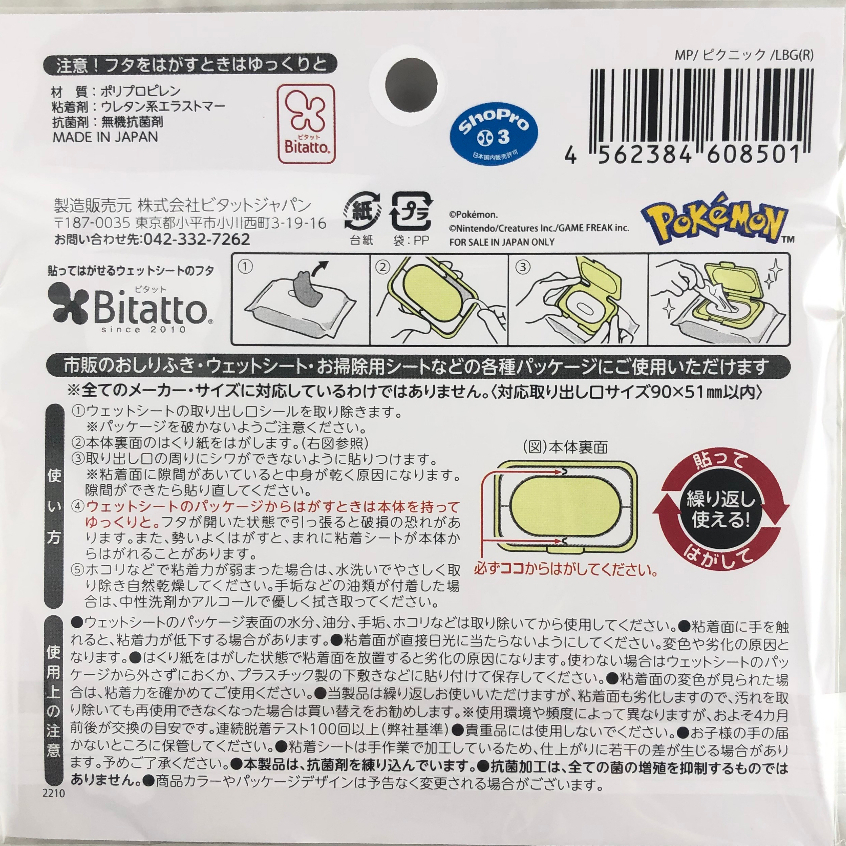 注意！フタをはがすときはゆっくりと
材　質：ポリプロピレン
粘着剤：ウレタン系エラストマー
抗菌剤：無機抗菌剤
MADE IN JAPAN
ビタット
Bitatto®
ShoPro
3
日本国内販売許可
MP/ ピクニック /LBG(R)
4 562384 608501
製造販売元 株式会社ビタットジャパン
〒187-0035 東京都小平市小川西町3-19-16
お問い合わせ先:042-332-7262
紙
台紙
プラ
袋：PP
©Pokémon.
©Nintendo/Creatures Inc./GAME FREAK inc.
FOR SALE IN JAPAN ONLY
POKéMON™
貼ってはがせるウェットシートのフタ
ビタット
Bitatto®
since 2010
① ② ③
市販のおしりふき・ウェットシート・お掃除用シートなどの各種パッケージにご使用いただけます
※全てのメーカー・サイズに対応しているわけではありません。〈対応取り出し口サイズ90×51㎜以内〉
使い方
①ウェットシートの取り出し口シールを取り除きます。
※パッケージを破かないようご注意ください。
②本体裏面のはくり紙をはがします。(右図参照)
③取り出し口の周りにシワができないように貼りつけます。
※粘着面に隙間があいていると中身が乾く原因になります。
隙間ができたら貼り直してください。
④ウェットシートのパッケージからはがすときは本体を持って
ゆっくりと。フタが開いた状態で引っ張ると破損の恐れがあ
ります。また、勢いよくはがすと、まれに粘着シートが本体か
らはがれることがあります。
⑤ホコリなどで粘着力が弱まった場合は、水洗いでやさしく取
り除き自然乾燥してください。手垢などの油類が付着した場
合は、中性洗剤かアルコールで優しく拭き取ってください。
(図)本体裏面
必ずココからはがしてください。
貼って
繰り返し
使える!
はがして
使用上の注意
●ウェットシートのパッケージ表面の水分、油分、手垢、ホコリなどは取り除いてから使用してください。●粘着面に手を触
れると、粘着力が低下する場合があります。●粘着面が直接日光に当たらないようにしてください。変色や劣化の原因と
なります。●はくり紙をはがした状態で粘着面を放置すると劣化の原因になります。使わない場合はウェットシートのパッ
ケージから外さずにおくか、プラスチック製の下敷きなどに貼り付けて保存してください。●粘着面の変色が見られた場
合は、粘着力を確かめてご使用ください。●当製品は繰り返しお使いいただけますが、粘着面も劣化しますので、汚れを取
り除いても再使用できなくなった場合は買い替えをお勧めします。※使用環境や頻度によって異なりますが、およそ4カ月
前後が交換の目安です。連続脱着テスト100回以上(弊社基準)●貴重品には使用しないでください。●お子様の手の届
かないところに保管してください。●粘着シートは手作業で加工しているため、仕上がりに若干の差が生じる場合があり
ます。予めご了承ください。●本製品は、抗菌剤を練り込んでいます。●抗菌加工は、全ての菌の増殖を抑制するものでは
ありません。●商品カラーやパッケージデザインは予告なく変更される場合がございます。
2210